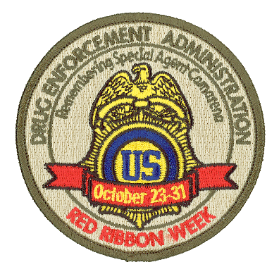 DRUG ENFORCEMENT ADMINISTRATION
Remembering Special Agent Camarena
US
October 23-31
RED RIBBON WEEK